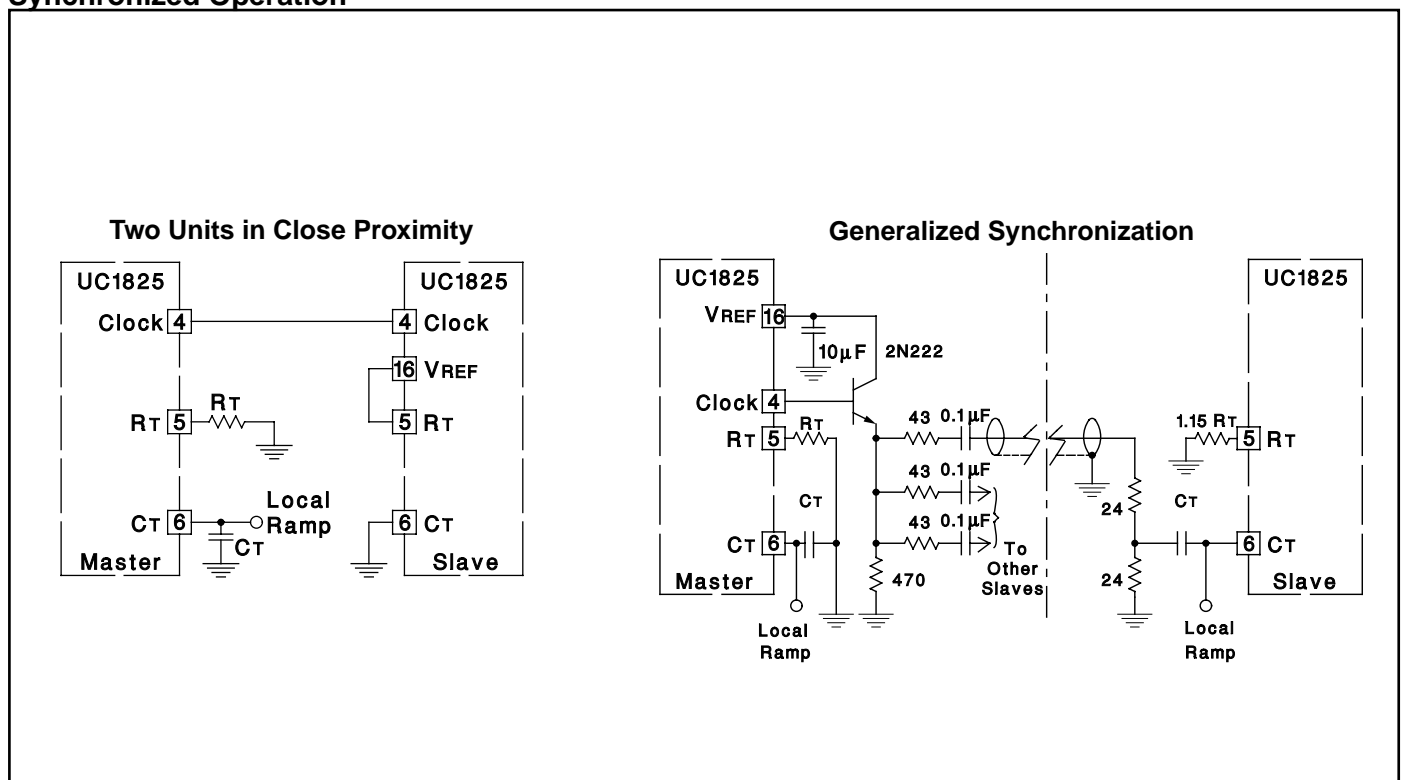 Synchronized Operation
Two Units in Close Proximity
UC1825
UC1825
Clock 4
4 Clock
16 VREF
RT
RT 5
5 RT
Local
Ramp
CT 6
CT
6 CT
Master
Slave
Generalized Synchronization
UC1825
UC1825
VREF 16
10µF
2N222
Clock 4
RT 5
RT
43 0.1µF
1.15 RT
5 RT
43 0.1µF
CT
24
CT
43 0.1µF
CT 6
To
Other
Slaves
6 CT
Master
470
24
Slave
Local
Ramp
Local
Ramp